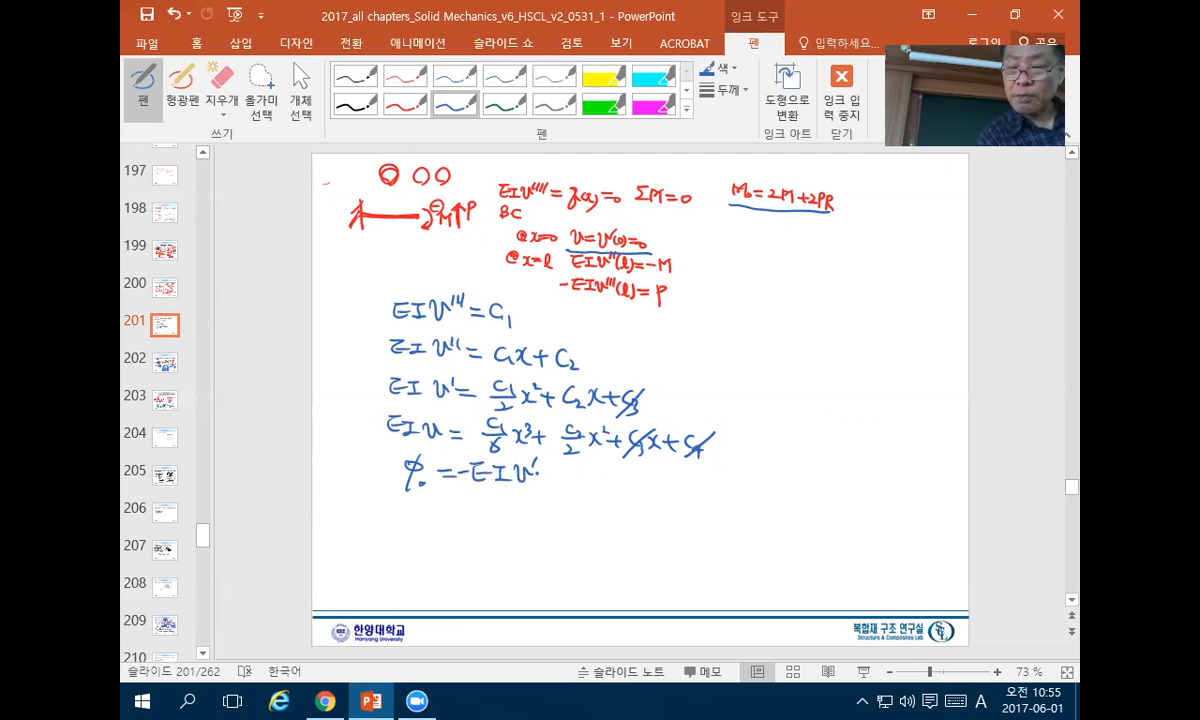 2017_all chapters_Solid Mechanics_v6_HSCL_v2_0531_1 - PowerPoint
잉크 도구
파일 홈 삽입 디자인 전환 애니메이션 슬라이드 쇼 검토 보기 ACROBAT 펜 입력하세요... 로그인 공유
펜 형광펜 지우개 올가미 선택 개체 선택
색
두께
도형으로 변환
잉크 입력 중지
쓰기 펜 잉크 아트 닫기
197
198
199
200
201
202
203
204
205
206
207
208
209
210
EIv'''' = q(x) = 0 ΣM = 0 M₀ = 2M + 2PR
M P
BC
@x=0 v = v'(0) = 0
@x=l EIv''(l) = -M
-EIv'''(l) = P
EIv''' = C₁
EIv'' = C₁x + C₂
EIv' = C₁/2 x² + C₂x + C₃
EIv = C₁/6 x³ + C₂/2 x² + C₃x + C₄
P = -EIv'
한양대학교
Hanyang University
복합재 구조 연구실
Structure & Composites Lab
슬라이드 201/262 한국어 슬라이드 노트 메모 73 %
A 오전 10:55
2017-06-01